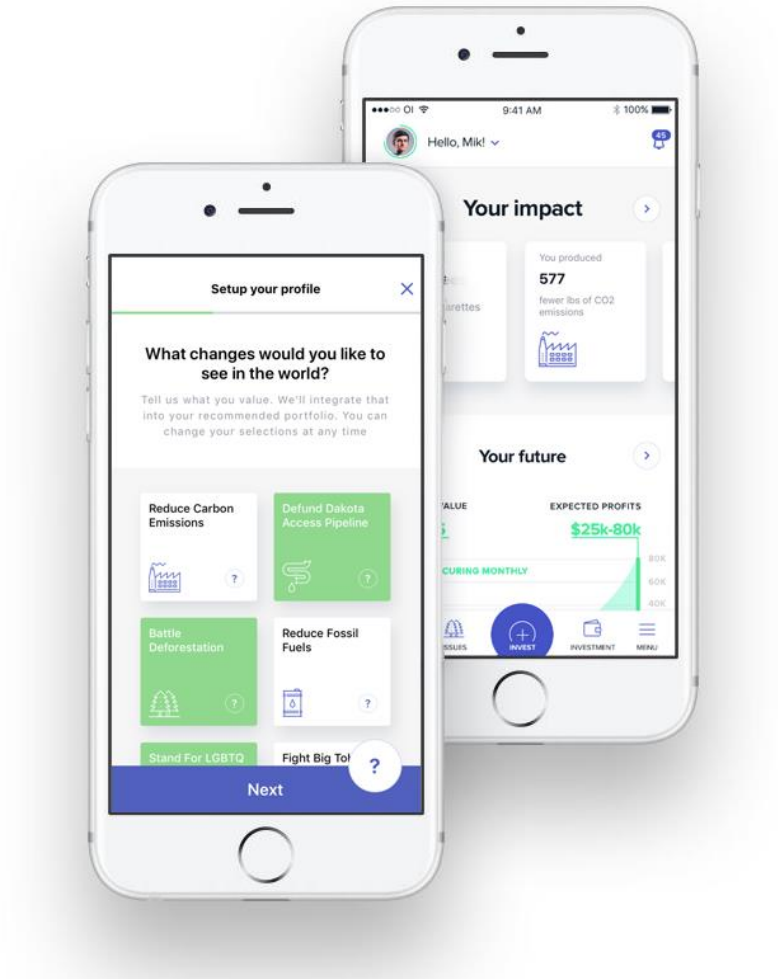 OI
9:41 AM
100%
Hello, Mik!
45
Your impact
You produced
577
fewer lbs of CO2
emissions
Your future
EXPECTED PROFITS
$25k-80k
80K
60K
40K
MONTHLY
INVEST
INVESTMENT
MENU
Setup your profile
What changes would you like to
see in the world?
Tell us what you value. We'll integrate that
into your recommended portfolio. You can
change your selections at any time
Reduce Carbon
Emissions
?
Defund Dakota
Access Pipeline
?
Battle
Deforestation
?
Reduce Fossil
Fuels
?
Stand For LGBTQ
Fight Big
?
Next